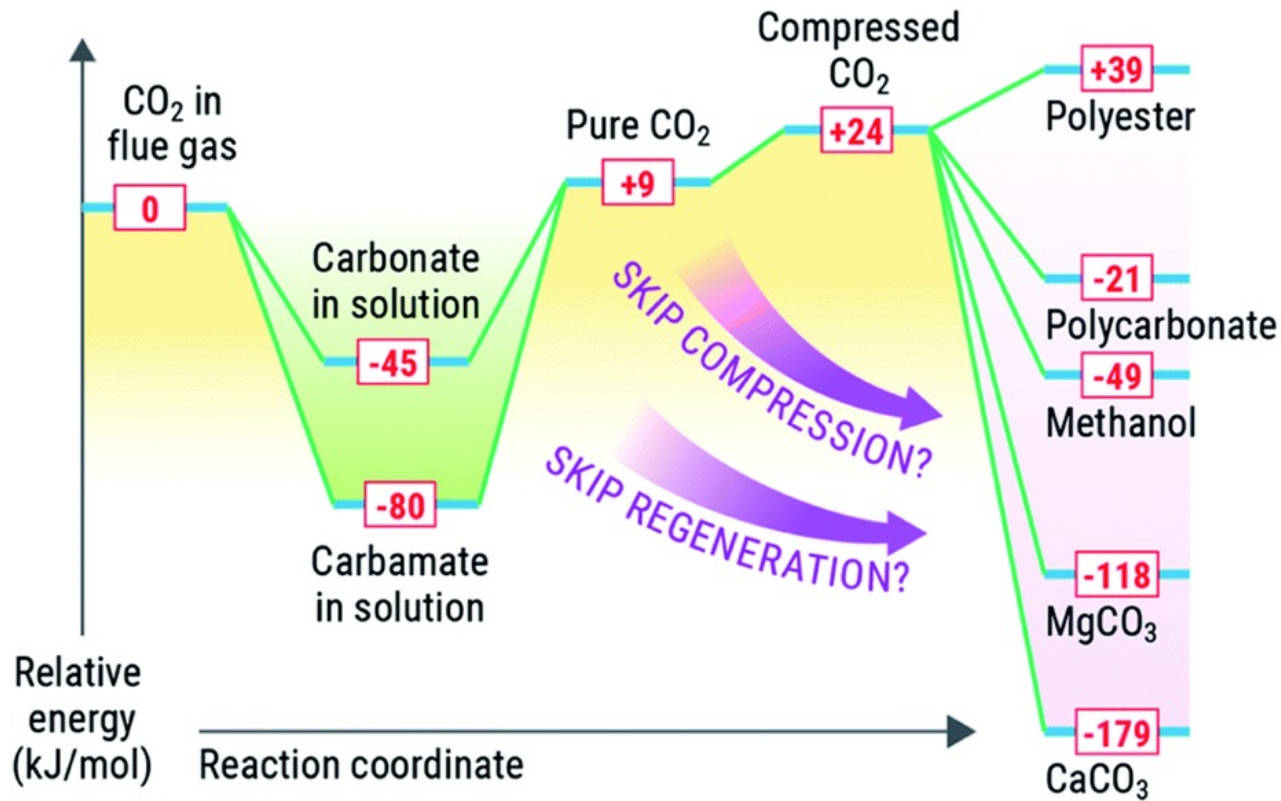 CO₂ in
flue gas
0
Carbonate
in solution
-45
-80
Carbamate
in solution
Pure CO₂
+9
Compressed
CO₂
+24
SKIP COMPRESSION?
SKIP REGENERATION?
+39
Polyester
-21
Polycarbonate
-49
Methanol
-118
MgCO₃
-179
CaCO₃
Relative
energy
(kJ/mol)
Reaction coordinate